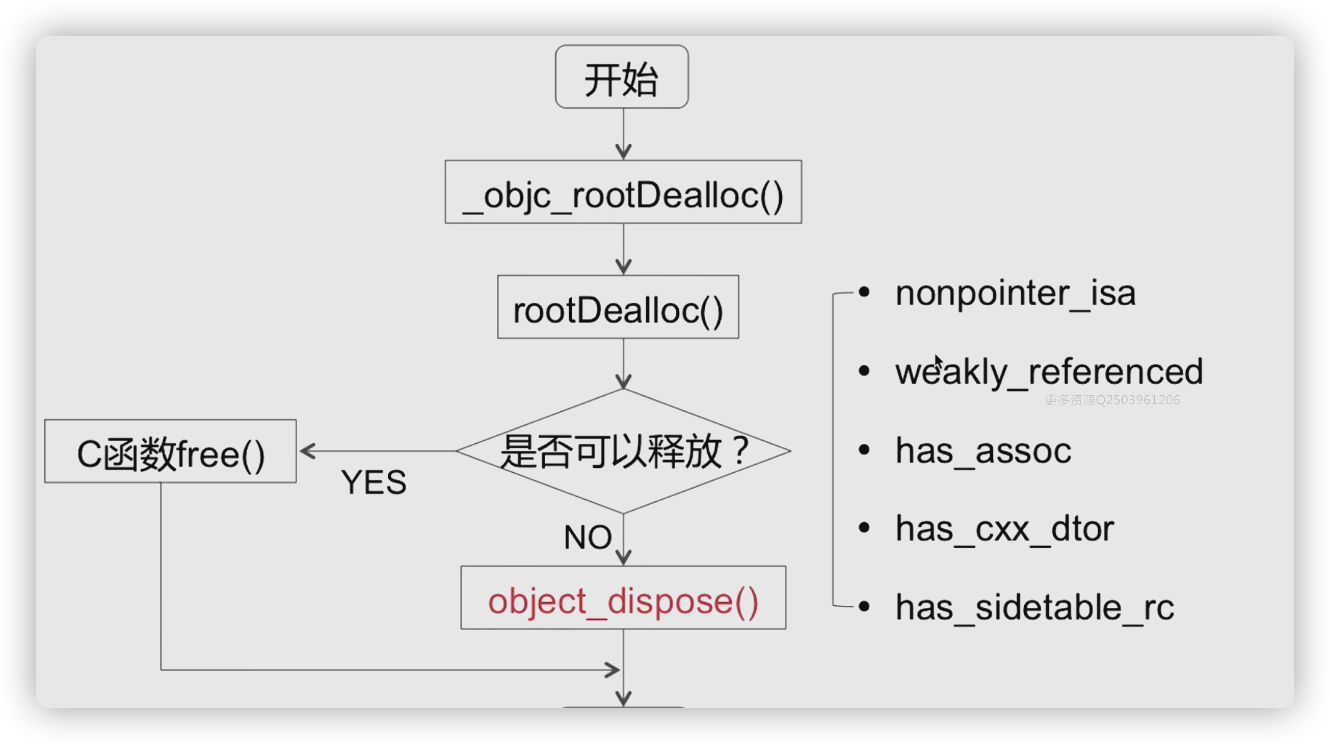 开始
_objc_rootDealloc()
rootDealloc()
是否可以释放？
YES
C函数free()
NO
object_dispose()
• nonpointer_isa
• weakly_referenced
更多资源Q2503961206
• has_assoc
• has_cxx_dtor
• has_sidetable_rc